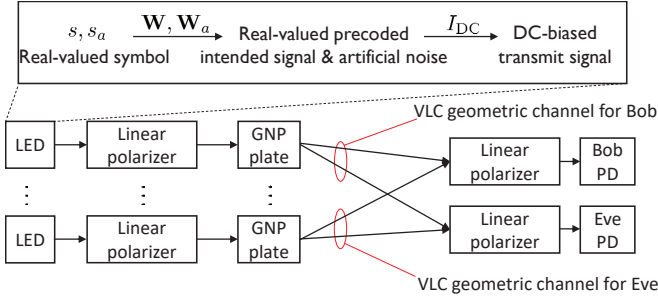 s, s_a W, W_a Real-valued precoded I_DC DC-biased
Real-valued symbol intended signal & artificial noise transmit signal
VLC geometric channel for Bob
LED Linear polarizer GNP plate
Linear polarizer Bob PD
⋮ ⋮ ⋮
Linear polarizer Eve PD
LED Linear polarizer GNP plate
VLC geometric channel for Eve